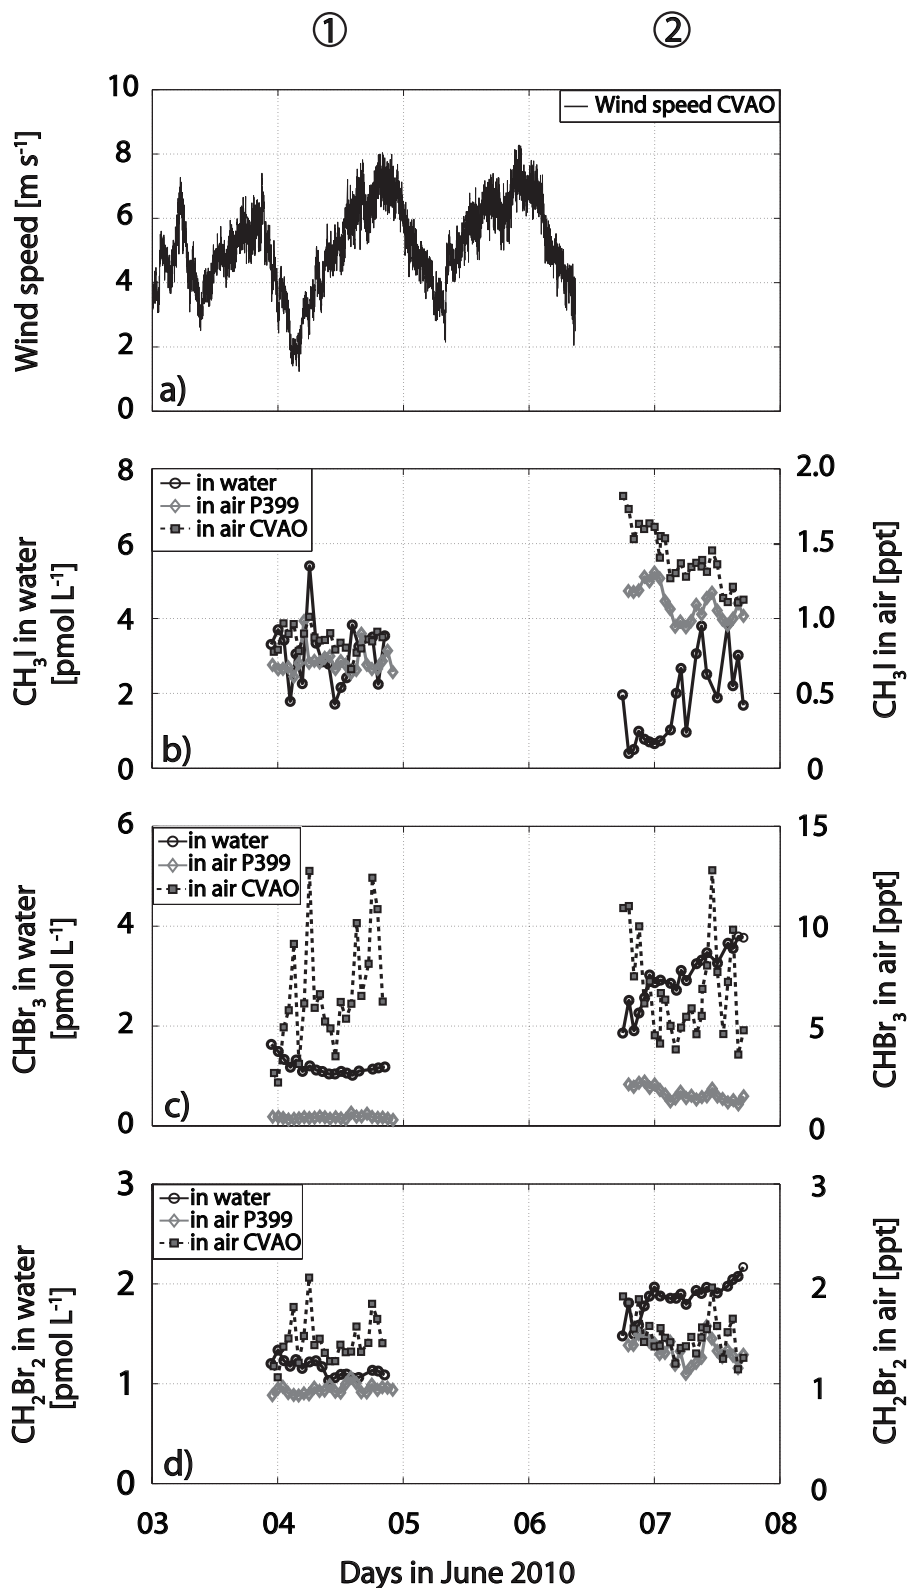 ① ②
Wind speed [m s⁻¹]
10
8
6
4
2
0
Wind speed CVAO
a)
CH₃I in water
[pmol L⁻¹]
8
6
4
2
0
in water
in air P399
in air CVAO
b)
2.0
1.5
1.0
0.5
0
CH₃I in air [ppt]
CHBr₃ in water
[pmol L⁻¹]
6
4
2
0
in water
in air P399
in air CVAO
c)
15
10
5
0
CHBr₃ in air [ppt]
CH₂Br₂ in water
[pmol L⁻¹]
3
2
1
0
in water
in air P399
in air CVAO
d)
3
2
1
0
CH₂Br₂ in air [ppt]
03 04 05 06 07 08
Days in June 2010